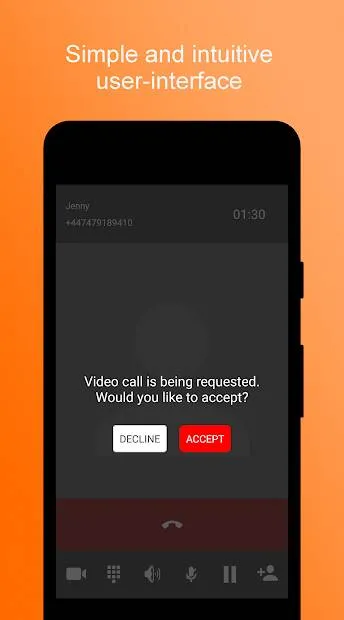 Simple and intuitive
user-interface
Jenny
+447479189410
01:30
Video call is being requested.
Would you like to accept?
DECLINE
ACCEPT